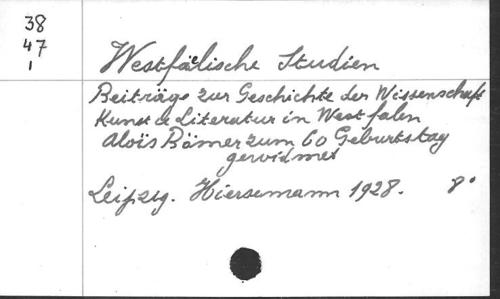 38
47
1
Westfälische Studien
Beiträge zur Geschichte der Wissenschaft
Kunst u Literatur in Westfalen
Aloïs Bömer zum 60 Geburtstag
gewidmet
Leipzig. Hiersemann 1928. 8°